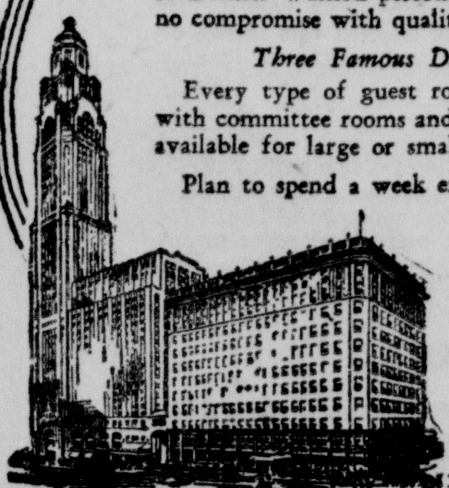 no compromise with qualit
Three Famous D
Every type of guest ro
with committee rooms and
available for large or smal
Plan to spend a week e